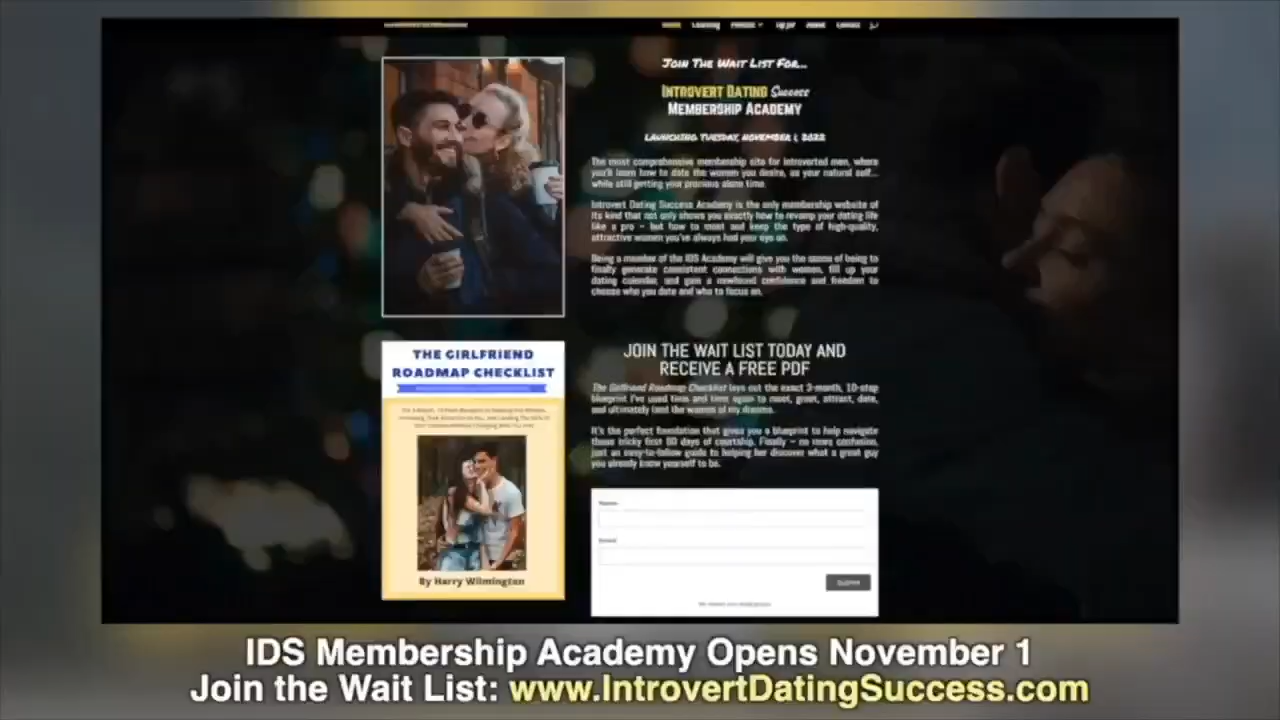 Learning
About
Contact
JOIN THE WAIT LIST FOR...
INTROVERT DATING Success
MEMBERSHIP ACADEMY
LAUNCHING TUESDAY, NOVEMBER 1, 2022
The most comprehensive membership site for introverted men, where
you'll learn how to date the women you desire, as your natural self...
while still getting your precious alone time.
Introvert Dating Success Academy is the only membership website of
its kind that not only shows you exactly how to revamp your dating life
like a pro – but how to meet and keep the type of high-quality,
attractive women you've always had your eye on.
Being a member of the IDS Academy will give you the sense of being to
finally generate consistent connections with women, fill up your
dating calendar, and gain a newfound confidence and freedom to
choose who you date and who to focus on.
THE GIRLFRIEND
ROADMAP CHECKLIST
By Harry Wilmington
JOIN THE WAIT LIST TODAY AND
RECEIVE A FREE PDF
The Girlfriend Roadmap Checklist lays out the exact 3-month, 10-step
blueprint I've used time and time again to meet, greet, attract, date,
and ultimately land the woman of my dreams.
It's the perfect foundation that gives you a blueprint to help navigate
those tricky first 90 days of courtship. Finally – no more confusion,
just an easy-to-follow guide to helping her discover what a great guy
you already know yourself to be.
Name
Email
Submit
IDS Membership Academy Opens November 1
Join the Wait List: www.IntrovertDatingSuccess.com